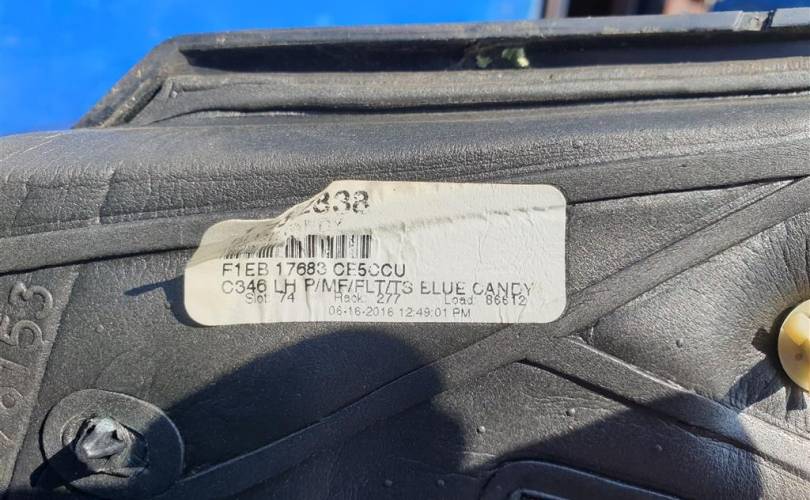 F1EB 17683 CE5CCU
C346 LH P/MF/FLT/TS BLUE CANDY
Slot: 74 Rack: 277 Load: 86612
06-16-2016 12:49:01 PM